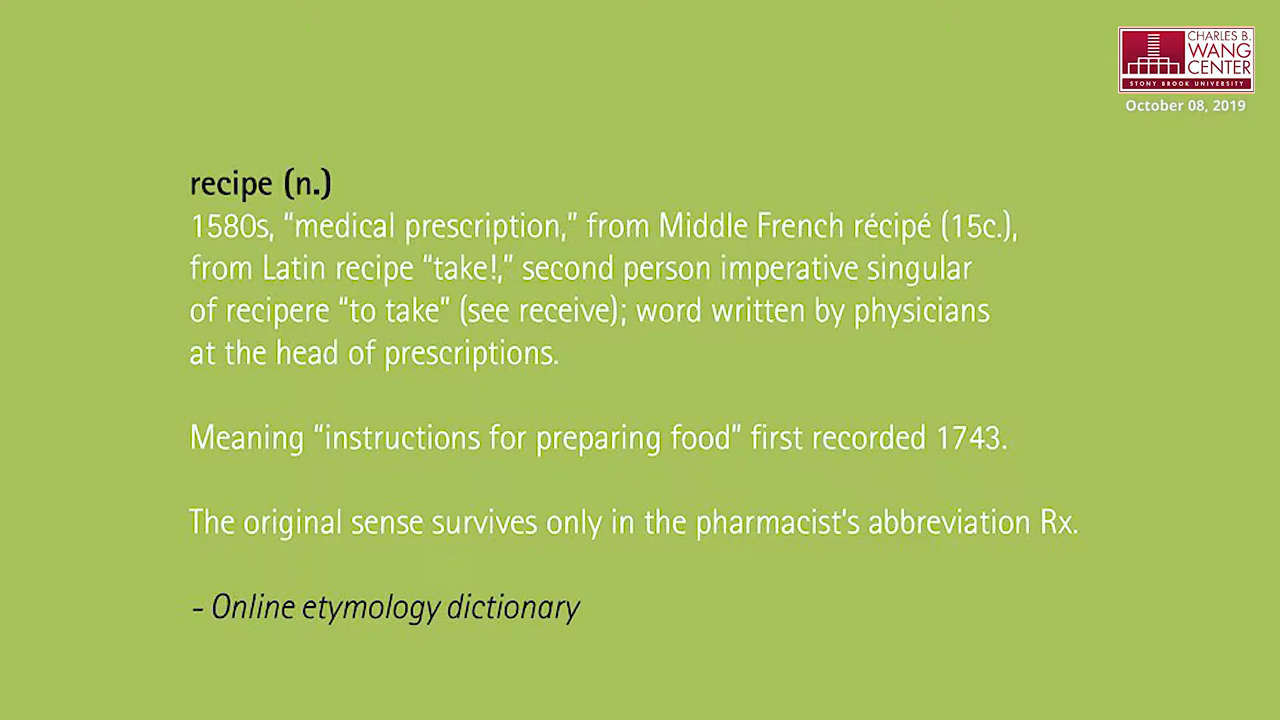 CHARLES B.
WANG
CENTER
STONY BROOK UNIVERSITY
October 08, 2019
recipe (n.)
1580s, “medical prescription,” from Middle French récipé (15c.),
from Latin recipe “take!,” second person imperative singular
of recipere “to take” (see receive); word written by physicians
at the head of prescriptions.
Meaning “instructions for preparing food” first recorded 1743.
The original sense survives only in the pharmacist’s abbreviation Rx.
- Online etymology dictionary